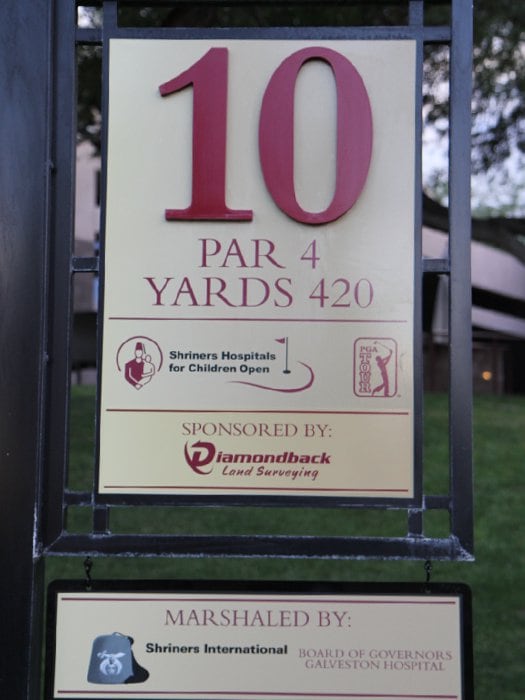 10
PAR 4
YARDS 420
Shriners Hospitals
for Children Open
PGA
TOUR
SPONSORED BY:
Diamondback
Land Surveying
MARSHALED BY:
Shriners International
BOARD OF GOVERNORS
GALVESTON HOSPITAL